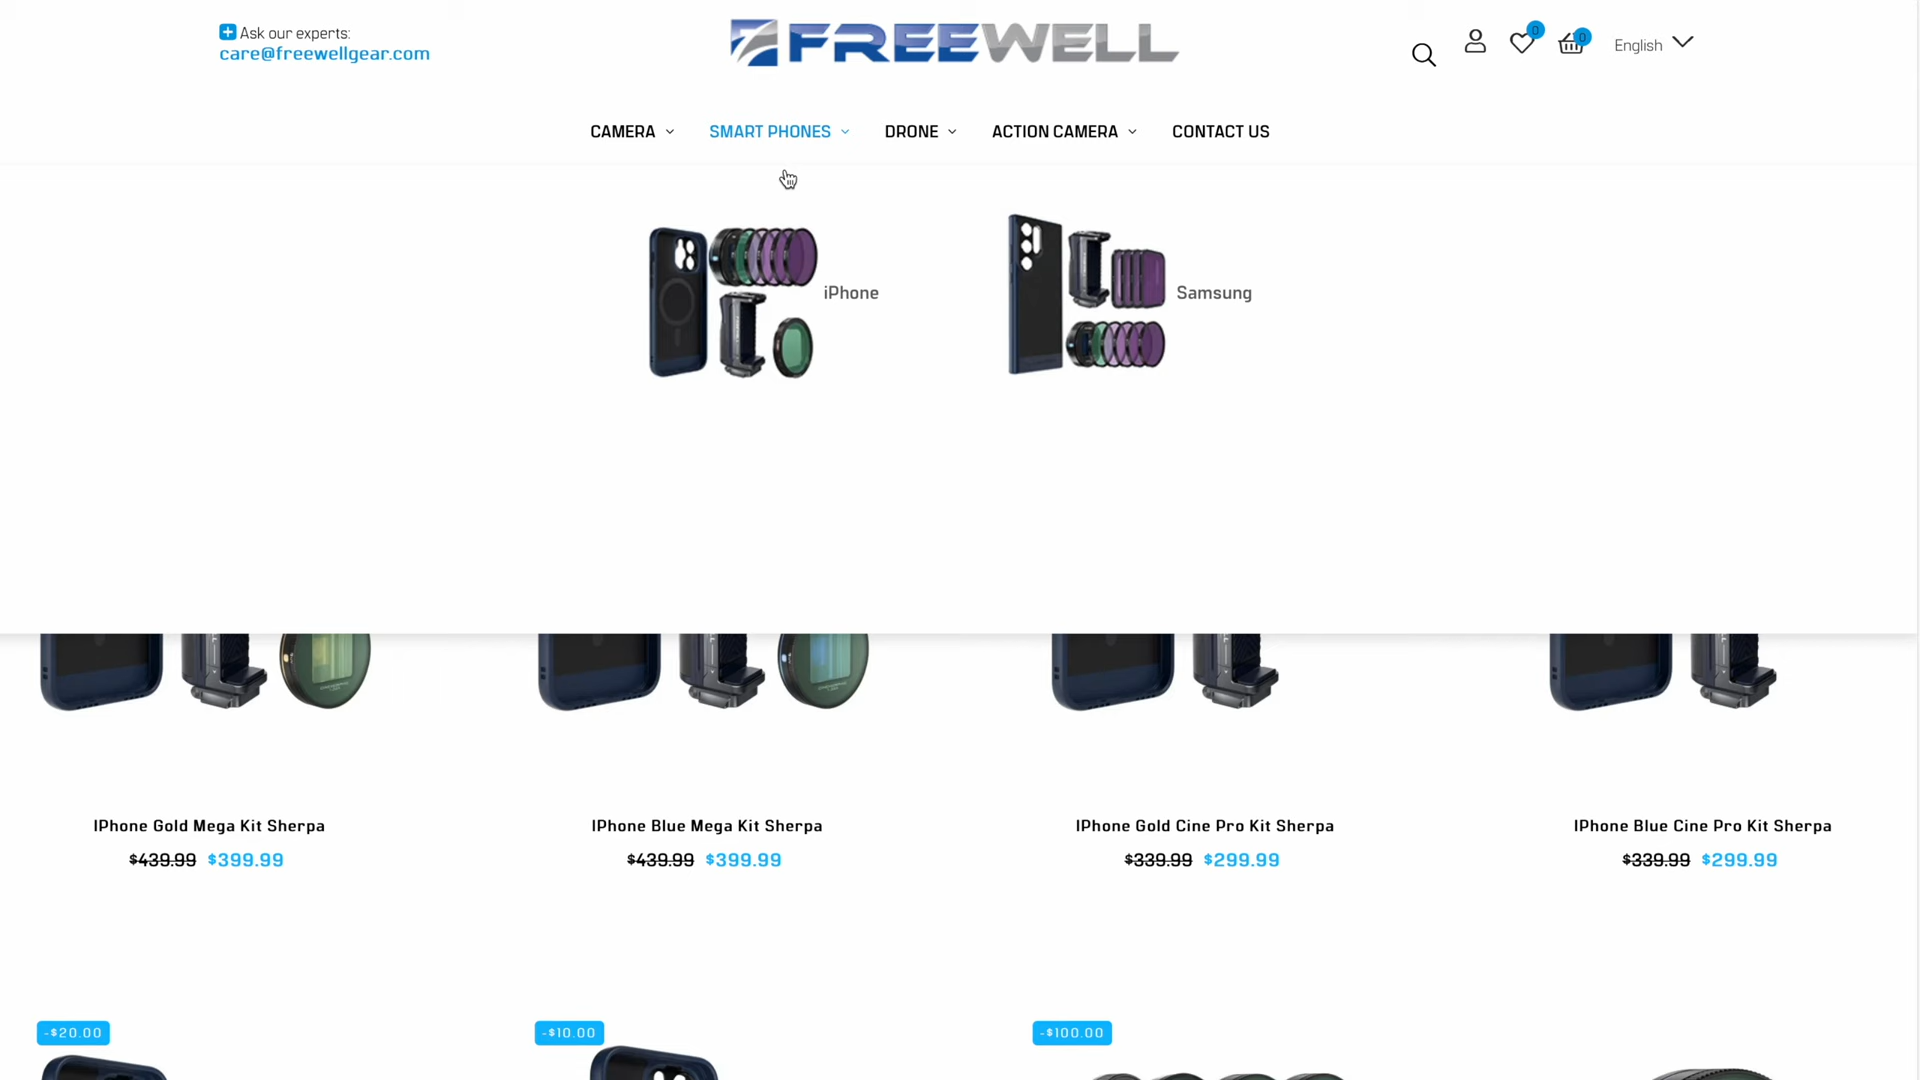 Ask our experts:
care@freewellgear.com
FREEWELL
0
0
English
CAMERA
SMART PHONES
DRONE
ACTION CAMERA
CONTACT US
iPhone
Samsung
IPhone Gold Mega Kit Sherpa
$439.99 $399.99
IPhone Blue Mega Kit Sherpa
$439.99 $399.99
IPhone Gold Cine Pro Kit Sherpa
$339.99 $299.99
IPhone Blue Cine Pro Kit Sherpa
$339.99 $299.99
-$20.00
-$10.00
-$100.00